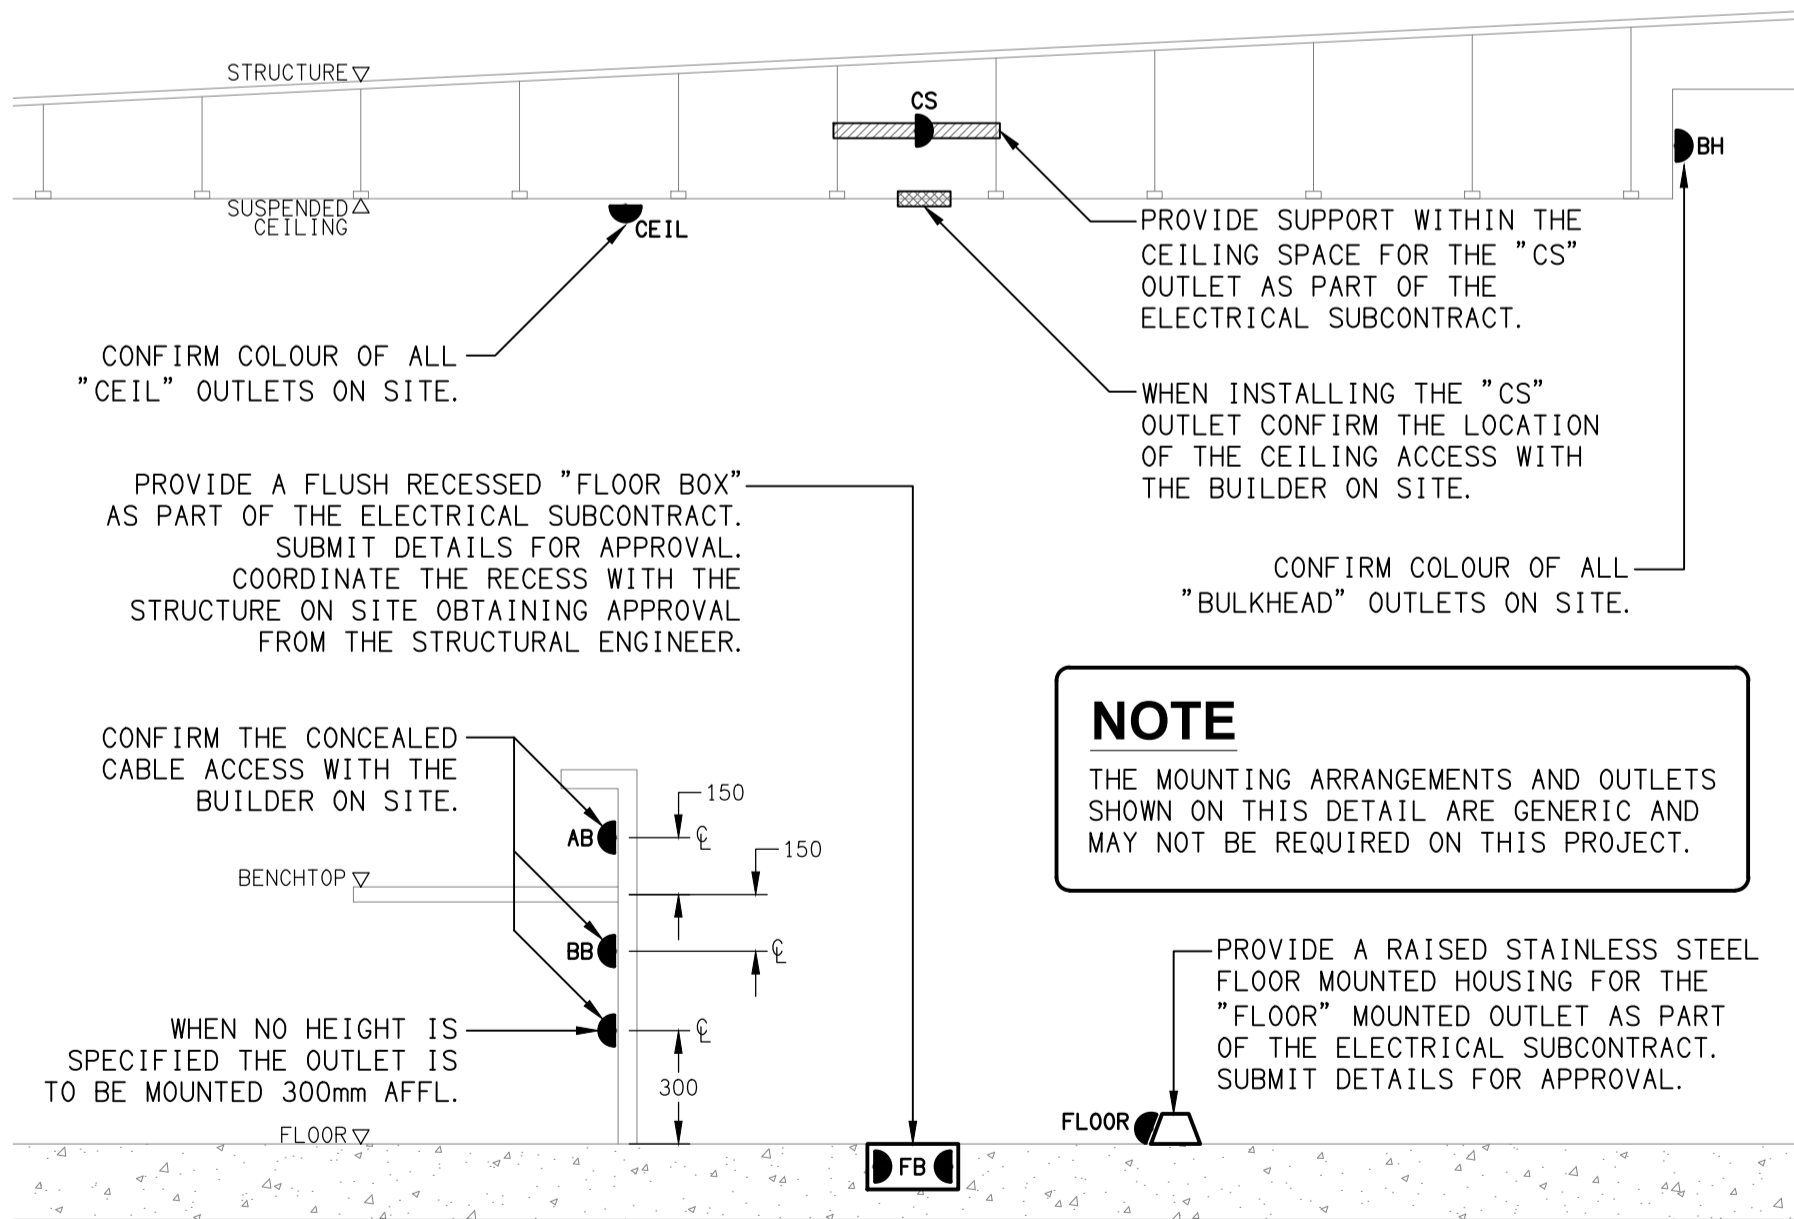 STRUCTURE
CS
BH
SUSPENDED
CEILING
CEIL
PROVIDE SUPPORT WITHIN THE
CEILING SPACE FOR THE "CS"
OUTLET AS PART OF THE
ELECTRICAL SUBCONTRACT.
CONFIRM COLOUR OF ALL
"CEIL" OUTLETS ON SITE.
WHEN INSTALLING THE "CS"
OUTLET CONFIRM THE LOCATION
OF THE CEILING ACCESS WITH
THE BUILDER ON SITE.
PROVIDE A FLUSH RECESSED "FLOOR BOX"
AS PART OF THE ELECTRICAL SUBCONTRACT.
SUBMIT DETAILS FOR APPROVAL.
COORDINATE THE RECESS WITH THE
STRUCTURE ON SITE OBTAINING APPROVAL
FROM THE STRUCTURAL ENGINEER.
CONFIRM COLOUR OF ALL
"BULKHEAD" OUTLETS ON SITE.
NOTE
THE MOUNTING ARRANGEMENTS AND OUTLETS
SHOWN ON THIS DETAIL ARE GENERIC AND
MAY NOT BE REQUIRED ON THIS PROJECT.
CONFIRM THE CONCEALED
CABLE ACCESS WITH THE
BUILDER ON SITE.
150
AB
℄
150
BENCHTOP
BB
℄
WHEN NO HEIGHT IS
SPECIFIED THE OUTLET IS
TO BE MOUNTED 300mm AFFL.
℄
300
PROVIDE A RAISED STAINLESS STEEL
FLOOR MOUNTED HOUSING FOR THE
"FLOOR" MOUNTED OUTLET AS PART
OF THE ELECTRICAL SUBCONTRACT.
SUBMIT DETAILS FOR APPROVAL.
FLOOR
FLOOR
FB